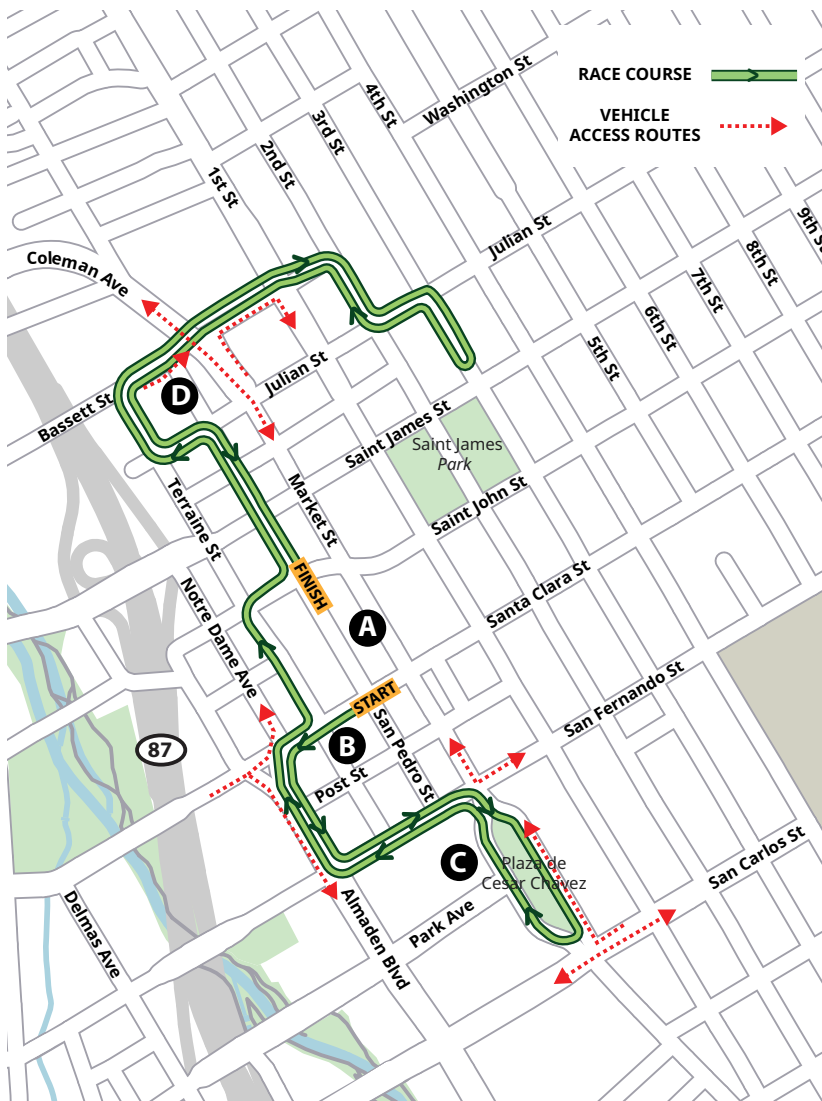 RACE COURSE
VEHICLE
ACCESS ROUTES
Washington St
4th St
3rd St
2nd St
1st St
Julian St
9th St
8th St
7th St
6th St
5th St
Coleman Ave
Julian St
D
Bassett St
Saint James St
Saint James
Park
Saint John St
Market St
Terraine St
FINISH
Notre Dame Ave
A
Santa Clara St
START
San Pedro St
San Fernando St
87
B
Post St
C
Plaza de
Cesar Chavez
San Carlos St
Park Ave
Almaden Blvd
Delmas Ave